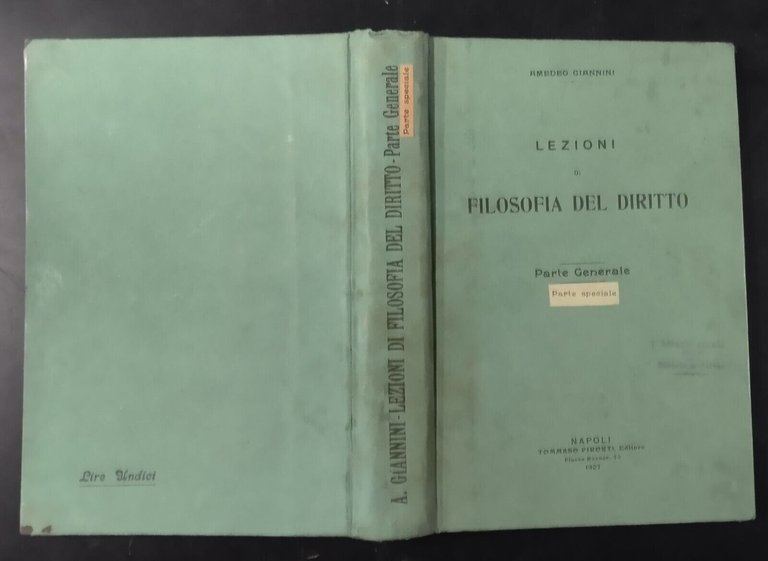 Lire Undici
A. GIANNINI - LEZIONI DI FILOSOFIA DEL DIRITTO - Parte Generale
Parte speciale
AMEDEO GIANNINI
LEZIONI
DI
FILOSOFIA DEL DIRITTO
Parte Generale
Parte speciale
NAPOLI
TOMMASO PIRONTI, Editore
1907